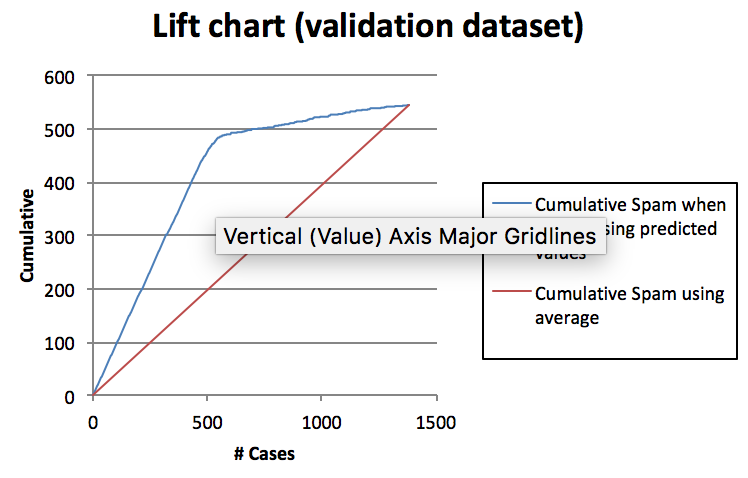 Lift chart (validation dataset)
600
500
400
300
200
100
0
Cumulative
0 500 1000 1500
# Cases
Vertical (Value) Axis Major Gridlines
Cumulative Spam when
predicted
values
Cumulative Spam using
average